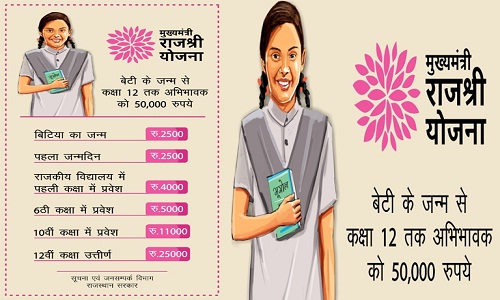 मुख्यमंत्री
राजश्री
योजना
बेटी के जन्म से
कक्षा 12 तक अभिभावक
को 50,000 रुपये
बिटिया का जन्म रु.2500
पहला जन्मदिन रु.2500
राजकीय विद्यालय में
पहली कक्षा में प्रवेश रु.4000
6ठी कक्षा में प्रवेश रु.5000
10वीं कक्षा में प्रवेश रु.11000
12वीं कक्षा उत्तीर्ण रु.25000
सूचना एवं जनसम्पर्क विभाग
राजस्थान सरकार
भूगोल
मुख्यमंत्री
राजश्री
योजना
बेटी के जन्म से
कक्षा 12 तक अभिभावक
को 50,000 रुपये